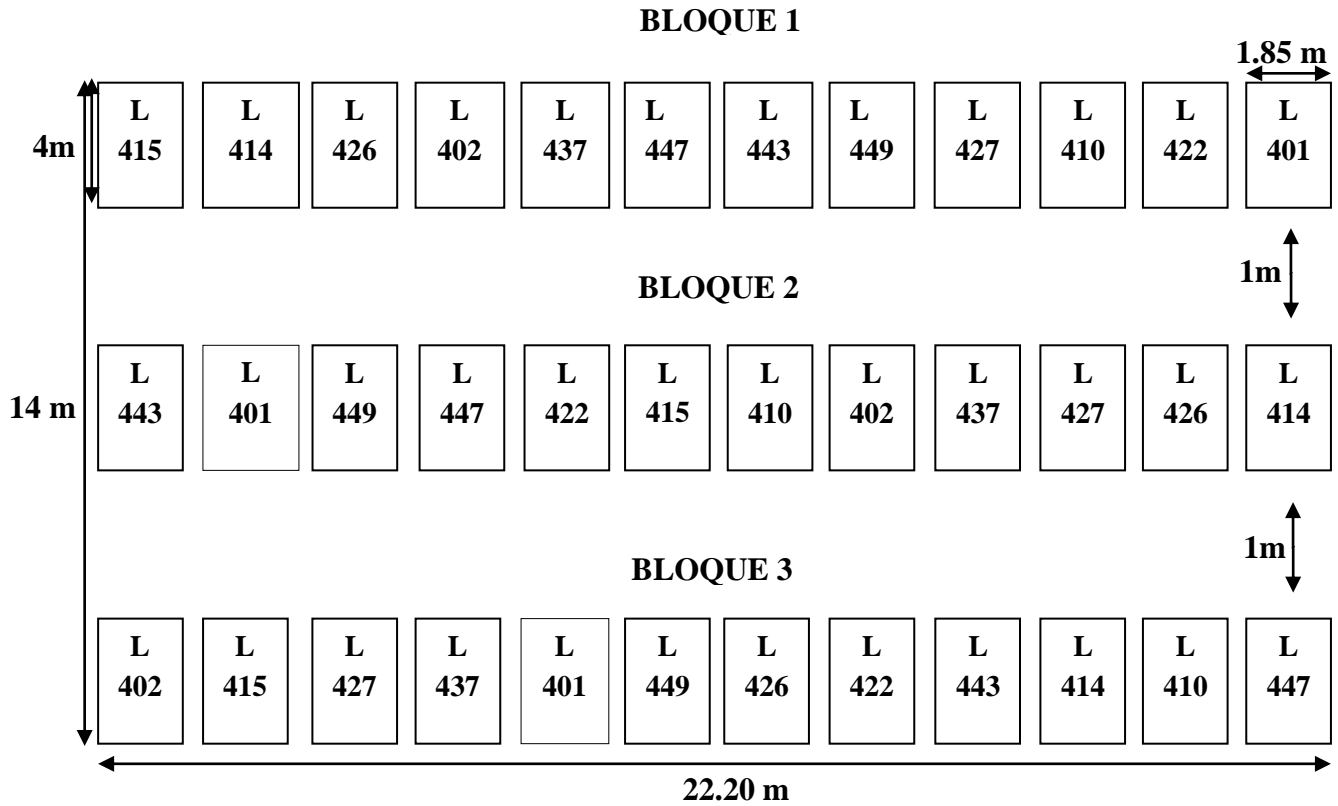 BLOQUE 1
1.85 m
L L L L L L L L L L L L
4m 415 414 426 402 437 447 443 449 427 410 422 401
1m
BLOQUE 2
L L L L L L L L L L L L
14 m 443 401 449 447 422 415 410 402 437 427 426 414
1m
BLOQUE 3
L L L L L L L L L L L L
402 415 427 437 401 449 426 422 443 414 410 447
22.20 m